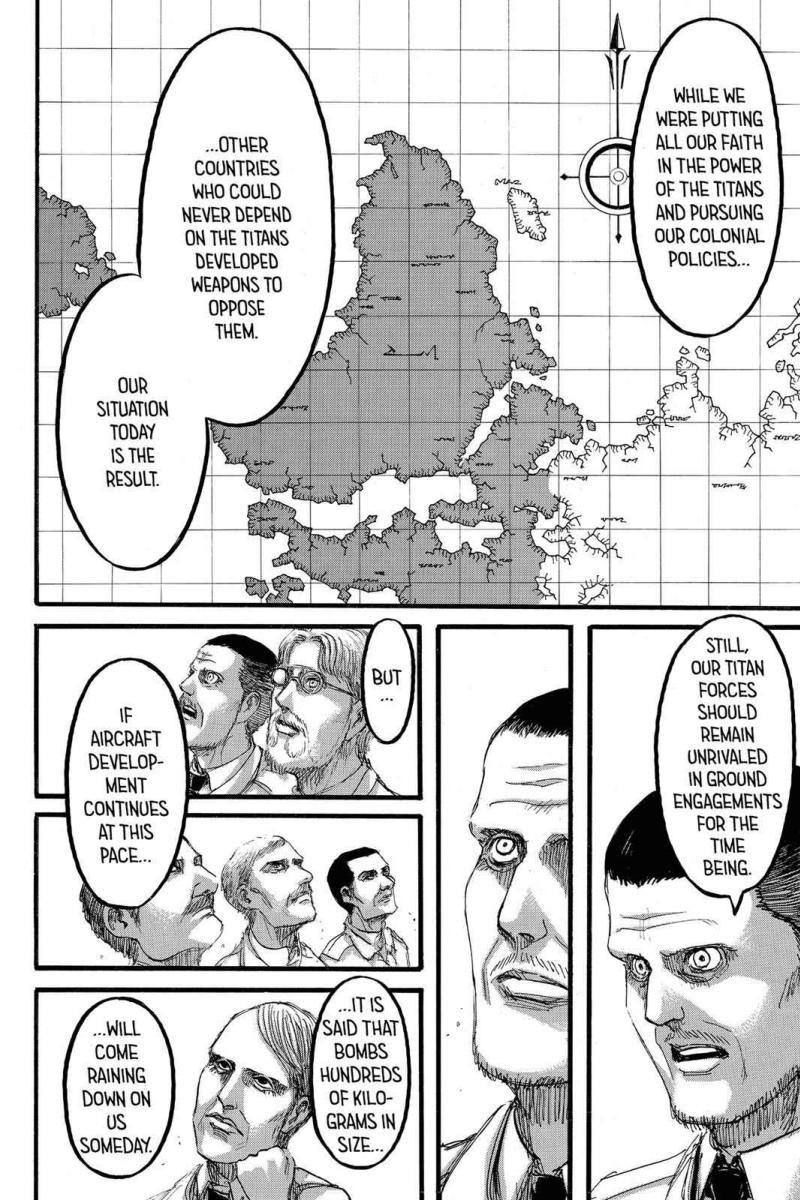 WHILE WE
WERE PUTTING
ALL OUR FAITH
IN THE POWER
OF THE TITANS
AND PURSUING
OUR COLONIAL
POLICIES...
...OTHER
COUNTRIES
WHO COULD
NEVER DEPEND
ON THE TITANS
DEVELOPED
WEAPONS TO
OPPOSE
THEM.
OUR
SITUATION
TODAY
IS THE
RESULT.
STILL,
OUR TITAN
FORCES
SHOULD
REMAIN
UNRIVALED
IN GROUND
ENGAGEMENTS
FOR THE
TIME
BEING.
BUT
...
IF
AIRCRAFT
DEVELOP-
MENT
CONTINUES
AT THIS
PACE...
...IT IS
SAID THAT
BOMBS
HUNDREDS
OF KILO-
GRAMS IN
SIZE...
...WILL
COME
RAINING
DOWN ON
US
SOMEDAY.